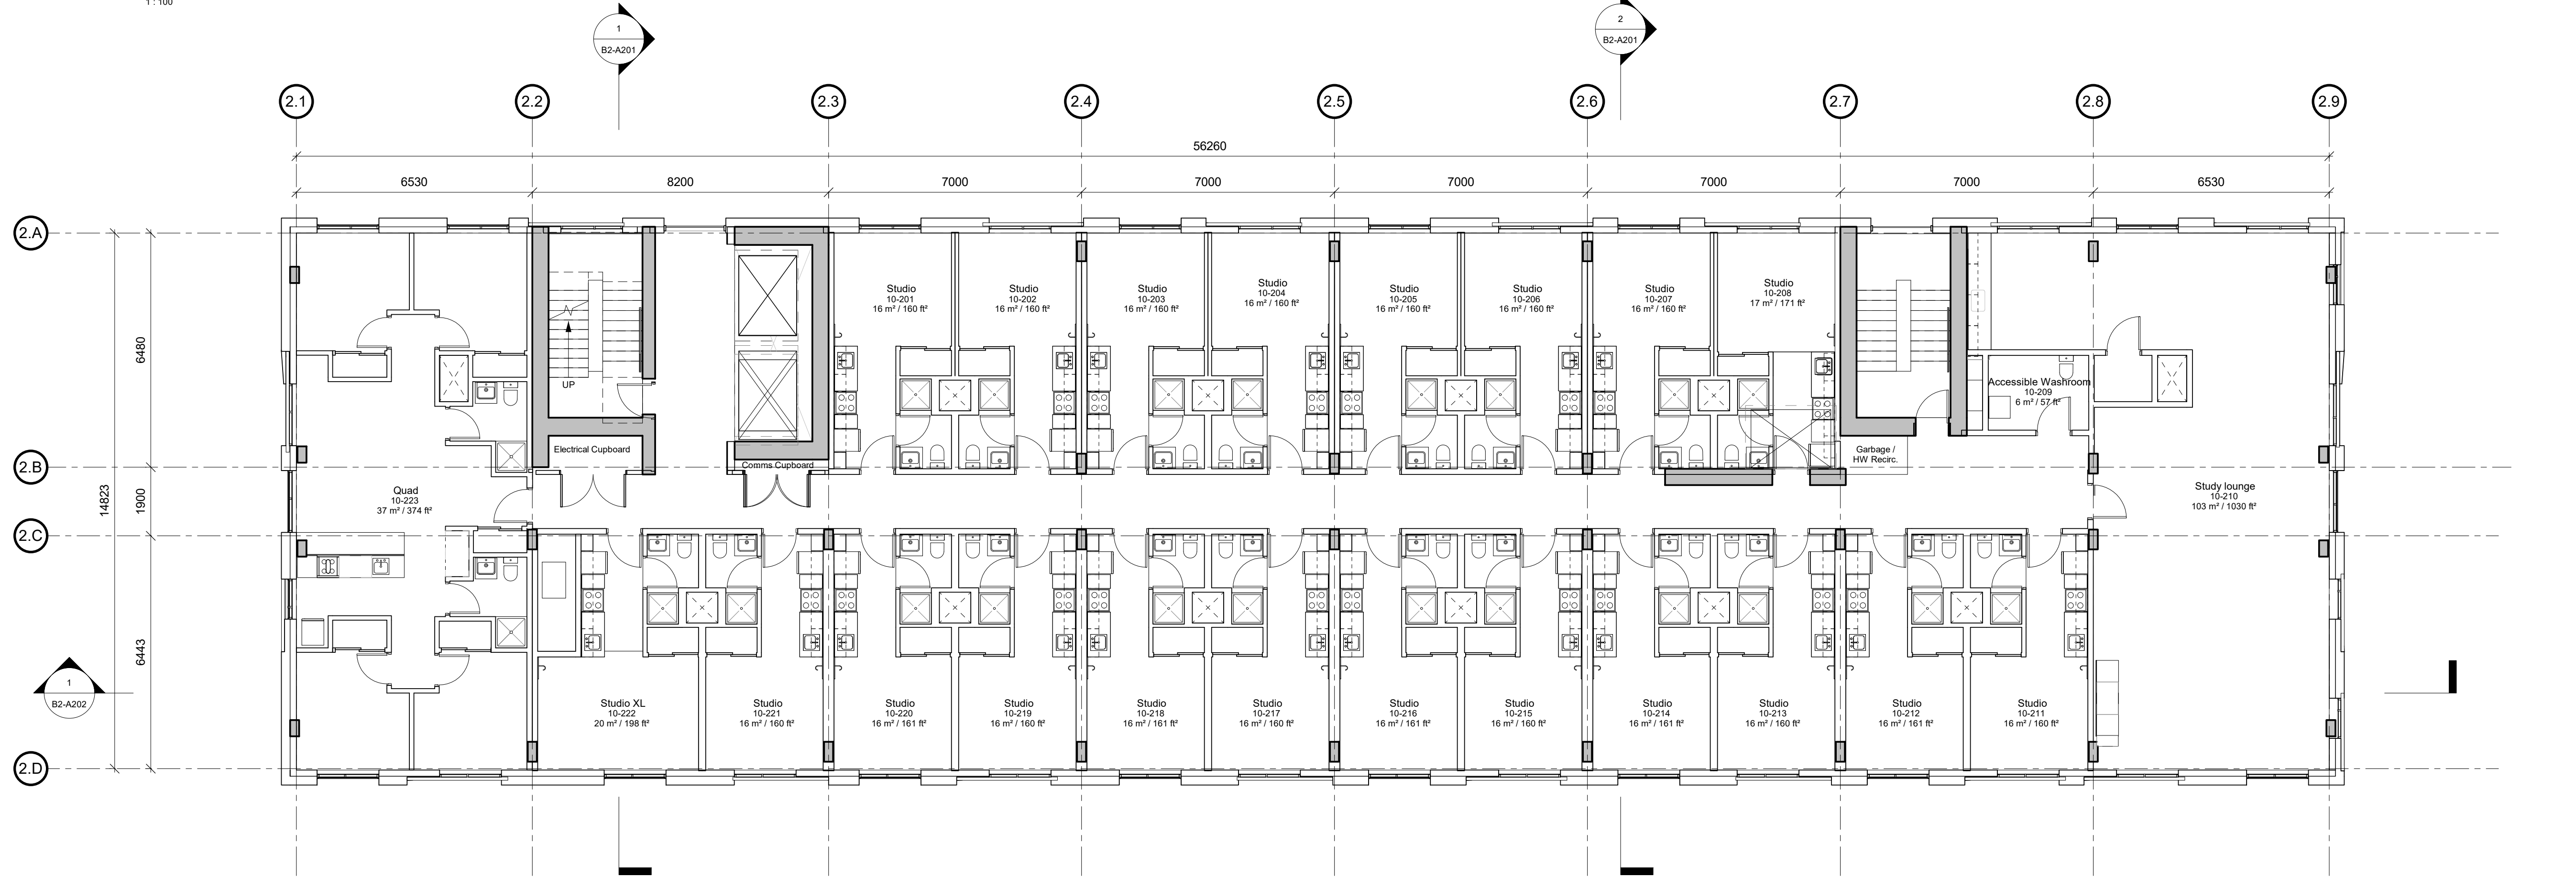 1 : 100
1
B2-A201
2
B2-A201
2.1
2.2
2.3
2.4
2.5
2.6
2.7
2.8
2.9
56260
6530
8200
7000
7000
7000
7000
7000
6530
2.A
2.B
2.C
2.D
14823
6480
1900
6443
Studio
10-201
16 m² / 160 ft²
Studio
10-202
16 m² / 160 ft²
Studio
10-203
16 m² / 160 ft²
Studio
10-204
16 m² / 160 ft²
Studio
10-205
16 m² / 160 ft²
Studio
10-206
16 m² / 160 ft²
Studio
10-207
16 m² / 160 ft²
Studio
10-208
17 m² / 171 ft²
UP
Accessible Washroom
10-209
6 m² / 57 ft²
Electrical Cupboard
Comms Cupboard
Garbage /
HW Recirc.
Quad
10-223
37 m² / 374 ft²
Study lounge
10-210
103 m² / 1030 ft²
1
B2-A202
Studio XL
10-222
20 m² / 198 ft²
Studio
10-221
16 m² / 160 ft²
Studio
10-220
16 m² / 161 ft²
Studio
10-219
16 m² / 160 ft²
Studio
10-218
16 m² / 161 ft²
Studio
10-217
16 m² / 160 ft²
Studio
10-216
16 m² / 161 ft²
Studio
10-215
16 m² / 160 ft²
Studio
10-214
16 m² / 161 ft²
Studio
10-213
16 m² / 160 ft²
Studio
10-212
16 m² / 161 ft²
Studio
10-211
16 m² / 160 ft²